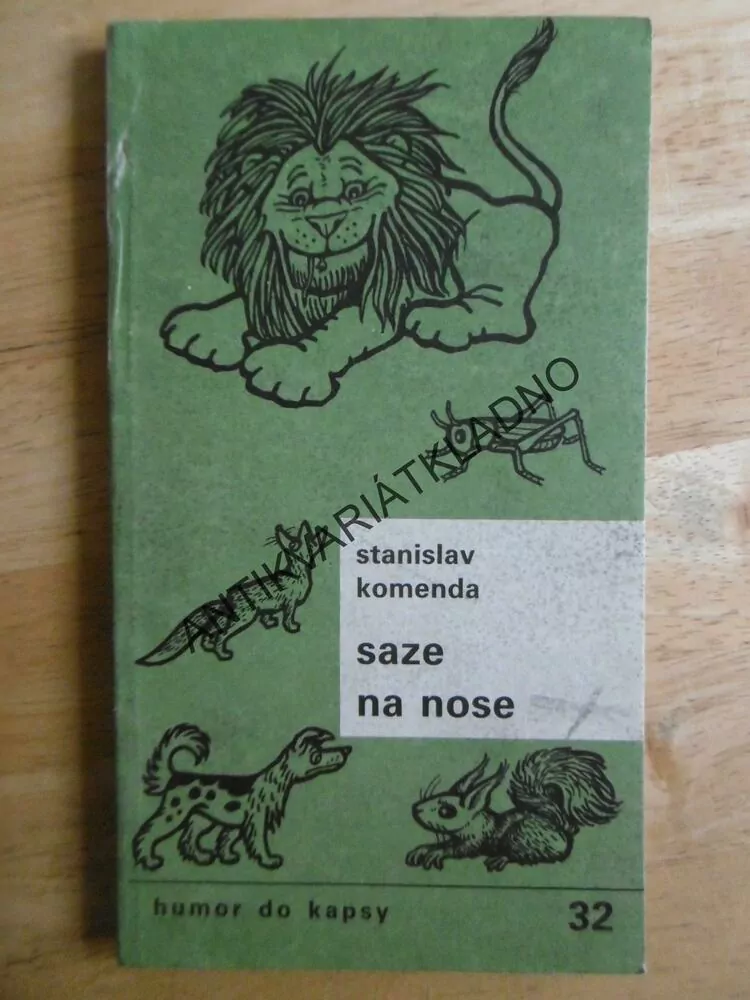 ANTIKVARIÁTKLADNO
stanislav
komenda
saze
na nose
humor do kapsy
32